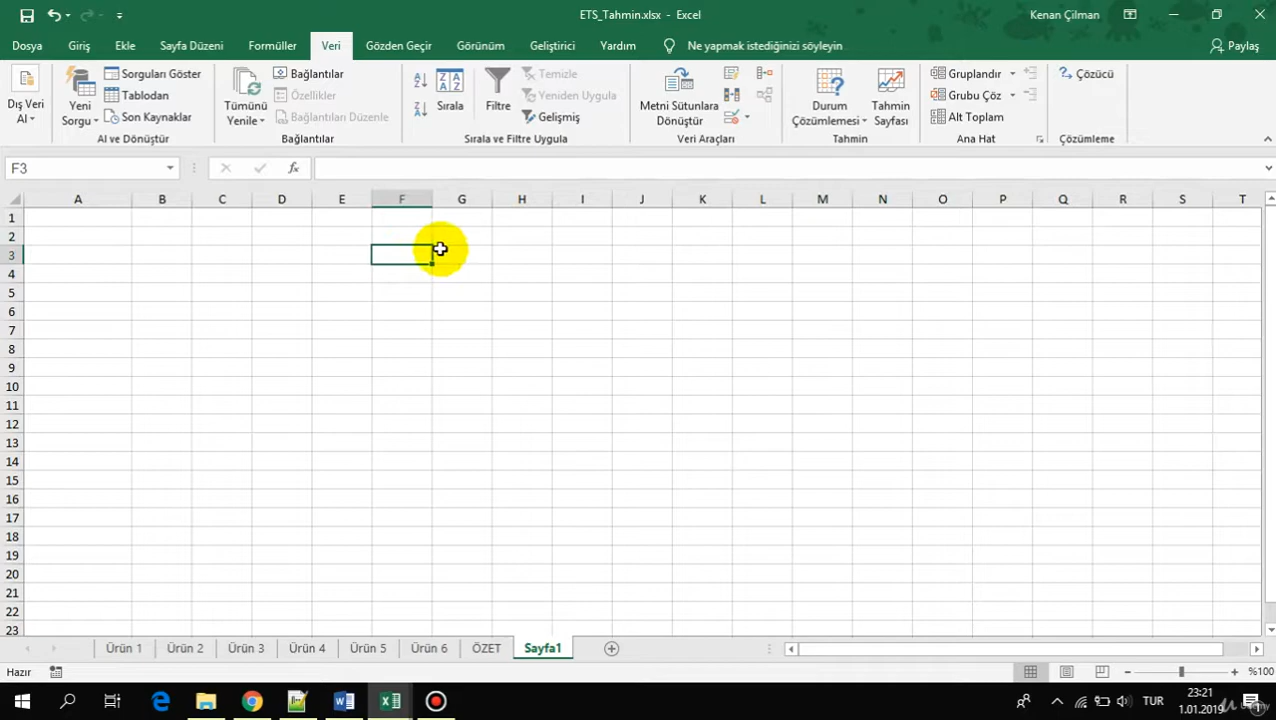 ETS_Tahmin.xlsx - Excel
Kenan Çilman
Dosya Giriş Ekle Sayfa Düzeni Formüller Veri Gözden Geçir Görünüm Geliştirici Yardım Ne yapmak istediğinizi söyleyin Paylaş
Dış Veri Al
Yeni Sorgu
Sorguları Göster
Tablodan
Son Kaynaklar
Al ve Dönüştür
Tümünü Yenile
Bağlantılar
Özellikler
Bağlantıları Düzenle
Bağlantılar
Sırala
Filtre
Temizle
Yeniden Uygula
Gelişmiş
Sırala ve Filtre Uygula
Metni Sütunlara Dönüştür
Veri Araçları
Durum Çözümlemesi
Tahmin Sayfası
Tahmin
Gruplandır
Grubu Çöz
Alt Toplam
Ana Hat
Çözücü
Çözümleme
F3 fx
A B C D E F G H I J K L M N O P Q R S T
1
2
3
4
5
6
7
8
9
10
11
12
13
14
15
16
17
18
19
20
21
22
23
Ürün 1 Ürün 2 Ürün 3 Ürün 4 Ürün 5 Ürün 6 ÖZET Sayfa1
Hazır %100
TUR 23:21
1.01.2019